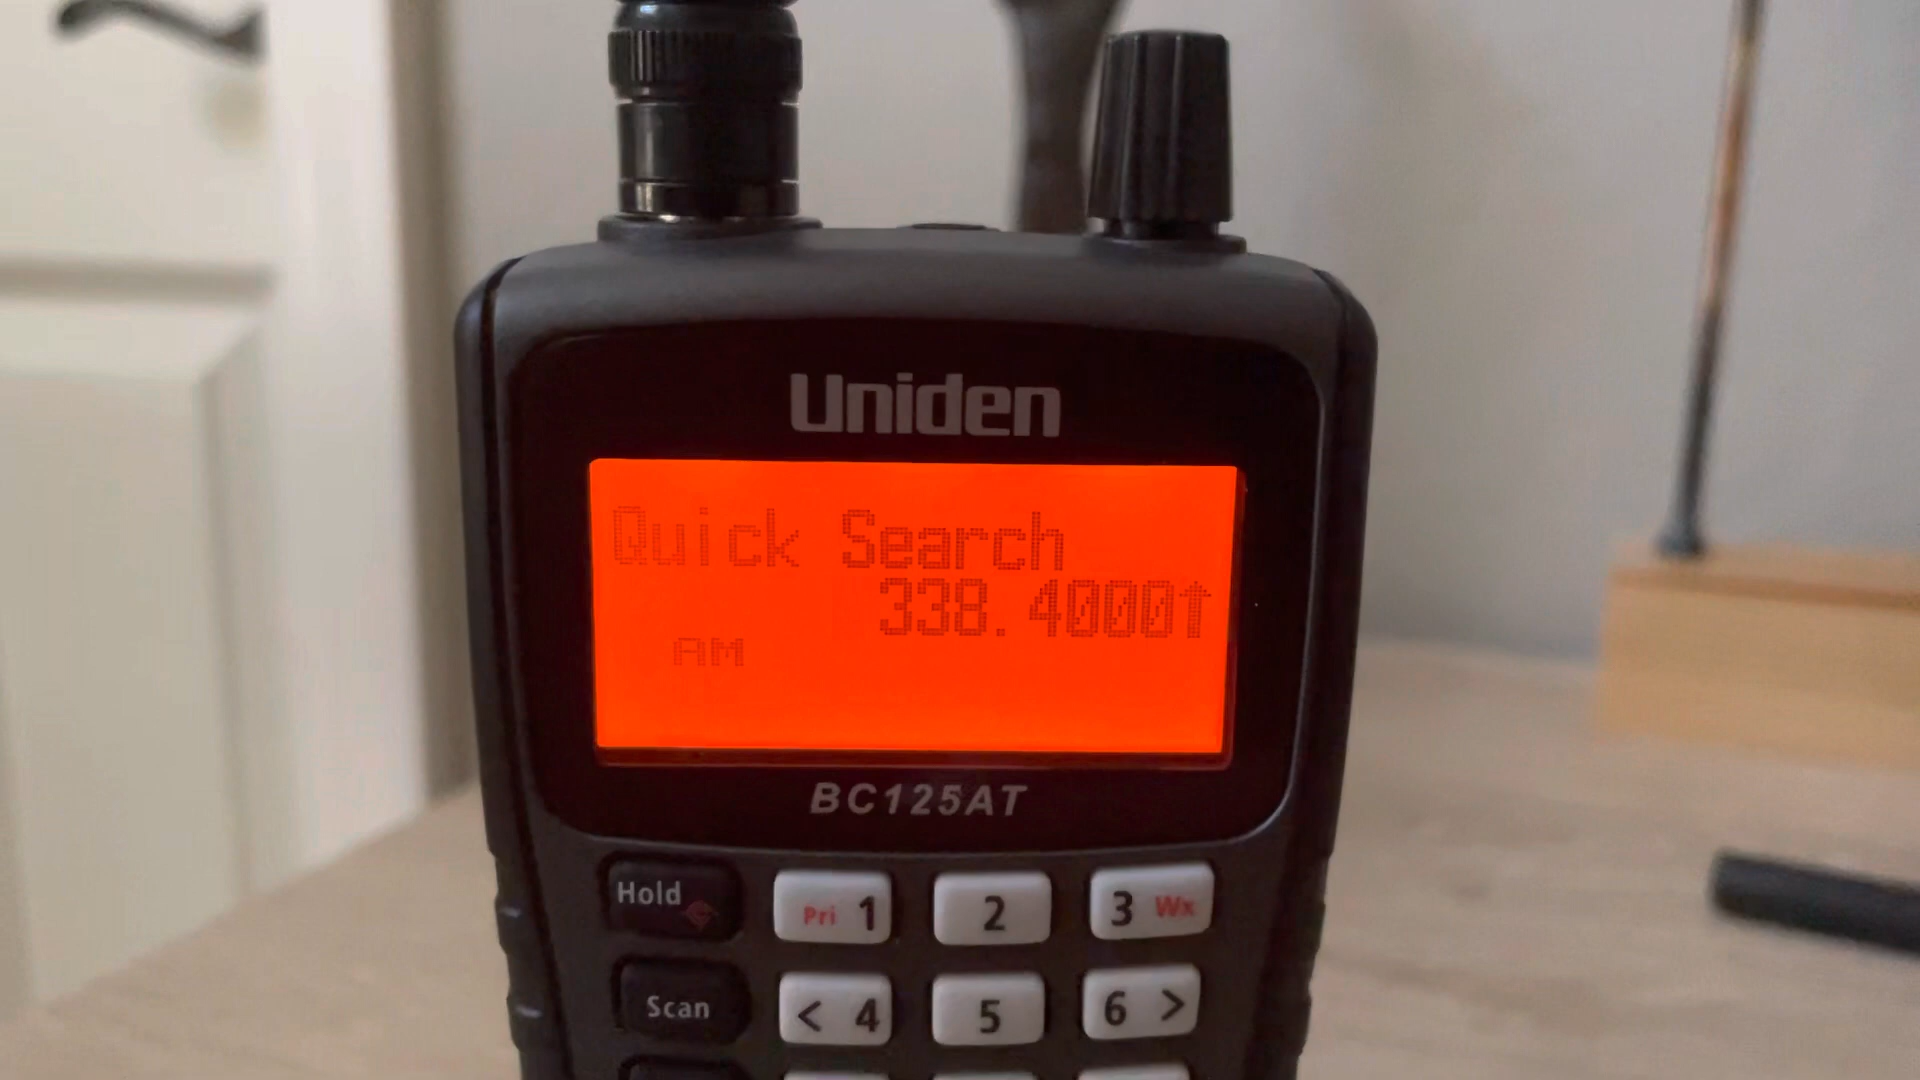 Uniden
Quick Search
338.4000↑
AM
BC125AT
Hold
Pri 1
2
3 Wx
Scan
< 4
5
6 >